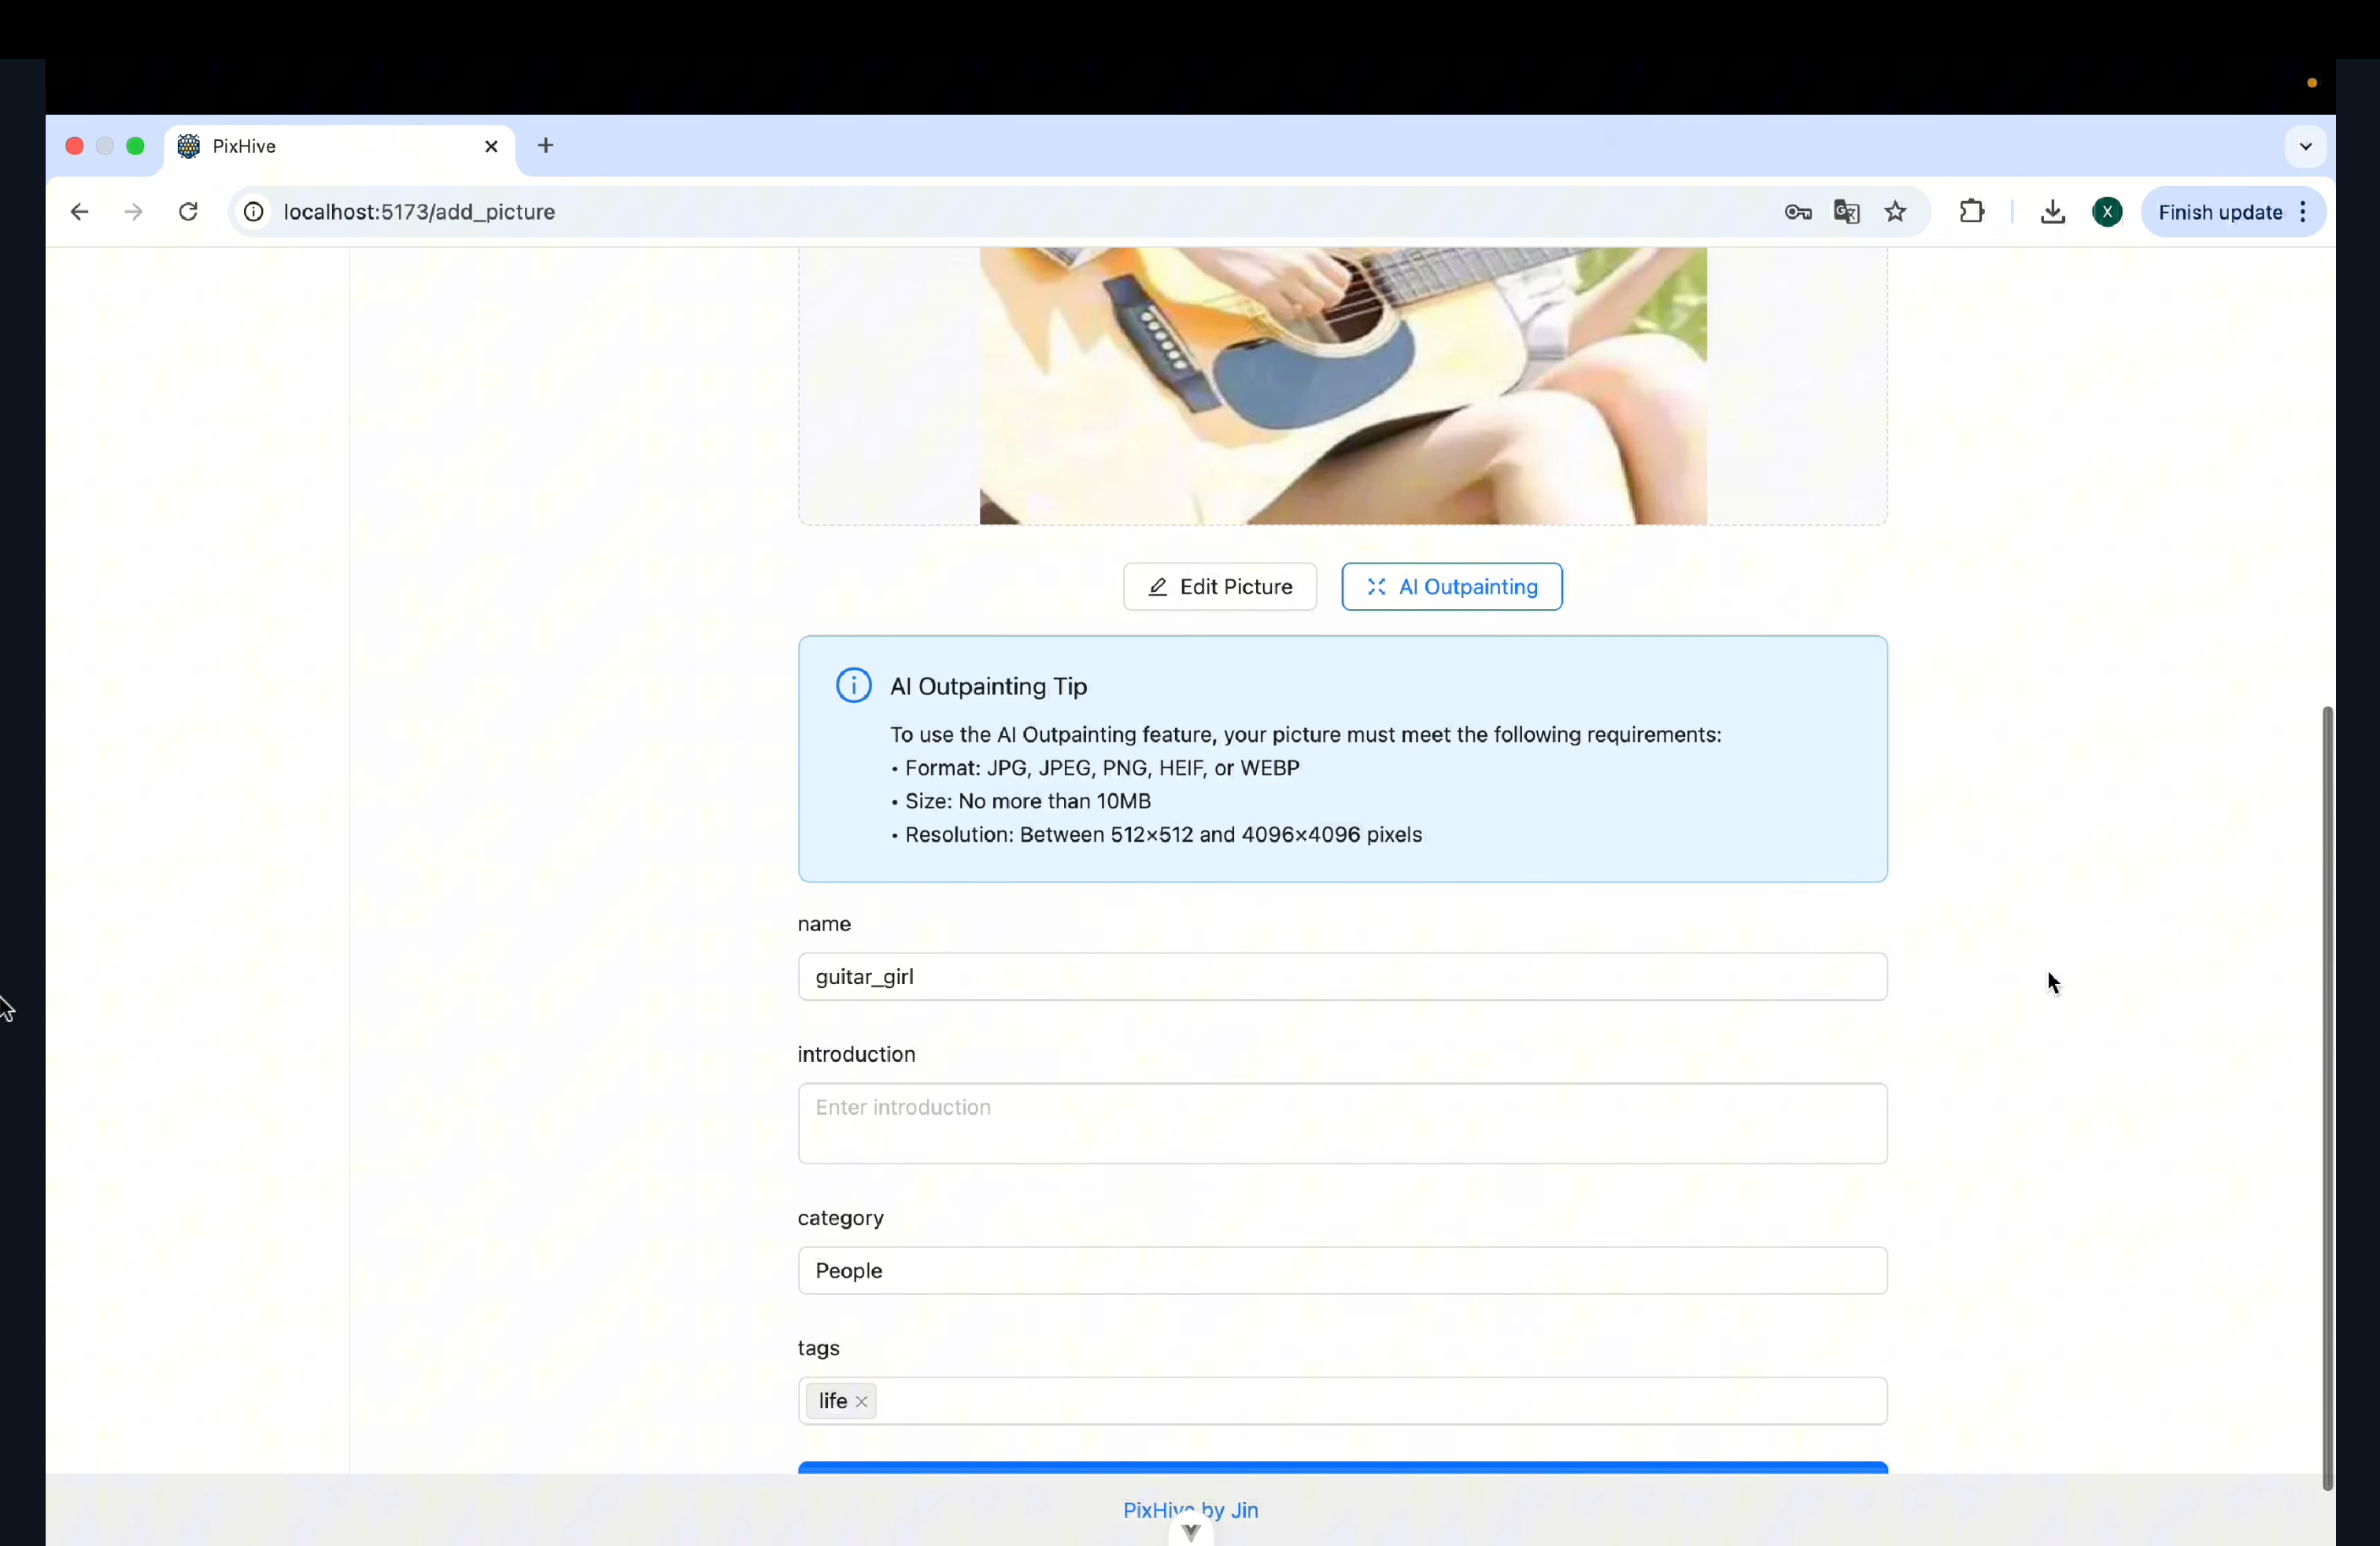 PixHive
localhost:5173/add_picture
X
Finish update
Edit Picture
AI Outpainting
AI Outpainting Tip
To use the AI Outpainting feature, your picture must meet the following requirements:
• Format: JPG, JPEG, PNG, HEIF, or WEBP
• Size: No more than 10MB
• Resolution: Between 512×512 and 4096×4096 pixels
name
guitar_girl
introduction
Enter introduction
category
People
tags
life
PixHive by Jin